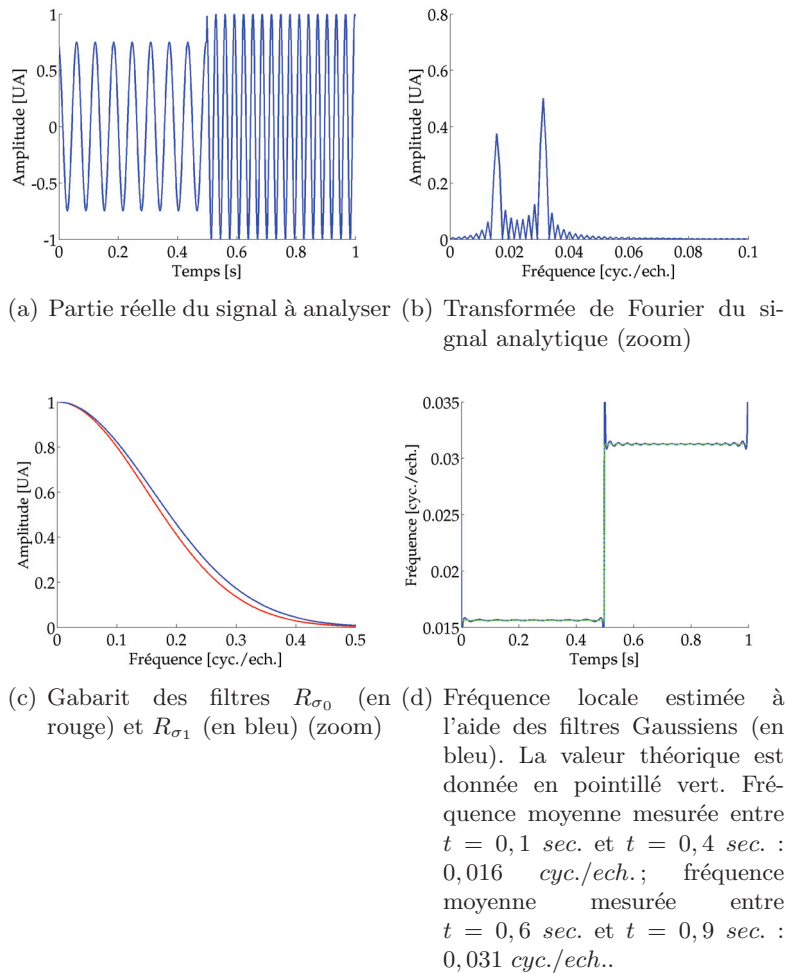 1
0.5
0
-0.5
-1
0 0.2 0.4 0.6 0.8 1
Temps [s]
Amplitude [UA]
0.8
0.6
0.4
0.2
0
0 0.02 0.04 0.06 0.08 0.1
Fréquence [cyc./ech.]
Amplitude [UA]
(a) Partie réelle du signal à analyser
(b) Transformée de Fourier du si-
gnal analytique (zoom)
1
0.8
0.6
0.4
0.2
0
0 0.1 0.2 0.3 0.4 0.5
Fréquence [cyc./ech.]
Amplitude [UA]
0.035
0.03
0.025
0.02
0.015
0 0.2 0.4 0.6 0.8 1
Temps [s]
Fréquence [cyc./ech.]
(c) Gabarit des filtres R_{σ_0} (en
rouge) et R_{σ_1} (en bleu) (zoom)
(d) Fréquence locale estimée à
l'aide des filtres Gaussiens (en
bleu). La valeur théorique est
donnée en pointillé vert. Fré-
quence moyenne mesurée entre
t = 0, 1 sec. et t = 0, 4 sec. :
0, 016 cyc./ech. ; fréquence
moyenne mesurée entre
t = 0, 6 sec. et t = 0, 9 sec. :
0, 031 cyc./ech..